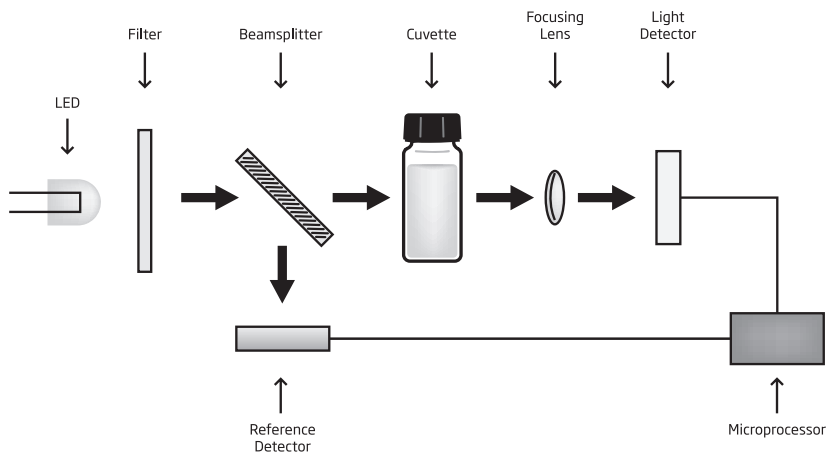 Filter
Beamsplitter
Cuvette
Focusing
Lens
Light
Detector
LED
Reference
Detector
Microprocessor